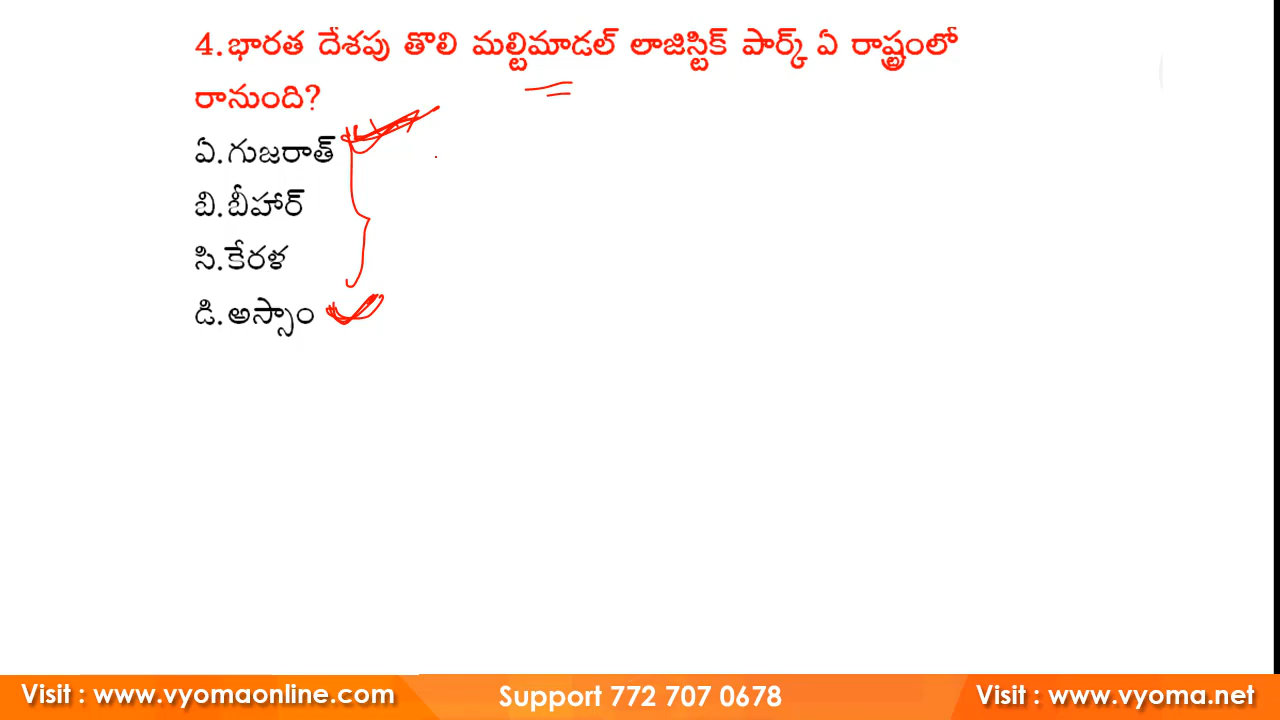 4.భారత దేశపు తొలి మల్టిమాడల్ లాజిస్టిక్ పార్క్ ఏ రాష్ట్రంలో
రానుంది?
ఏ.గుజరాత్
బి.బీహార్
సి.కేరళ
డి.అస్సాం
Visit : www.vyomaonline.com Support 772 707 0678 Visit : www.vyoma.net